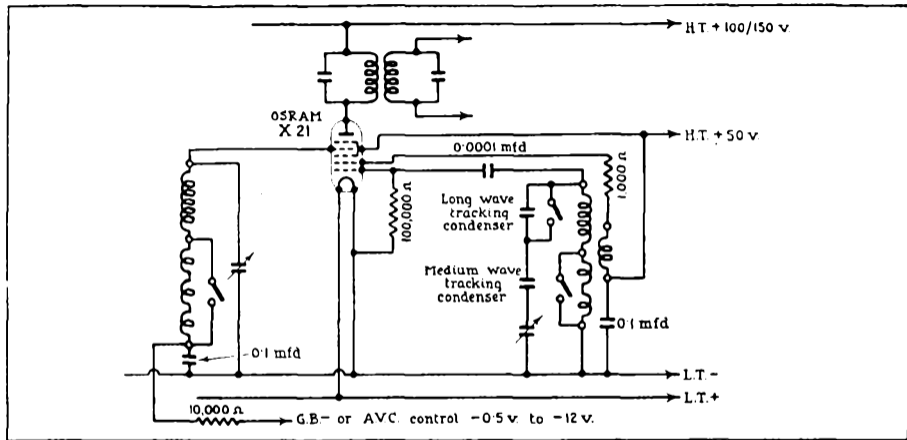 H.T. + 100/150 v.
OSRAM
X 21
H.T. + 50 v.
0.0001 mfd
1,000 Ω
100,000 Ω
Long wave
tracking
condenser
Medium wave
tracking
condenser
0.1 mfd
0.1 mfd
L.T. -
L.T. +
10,000 Ω
G.B- or A.V.C. control -0.5 v. to -12 v.